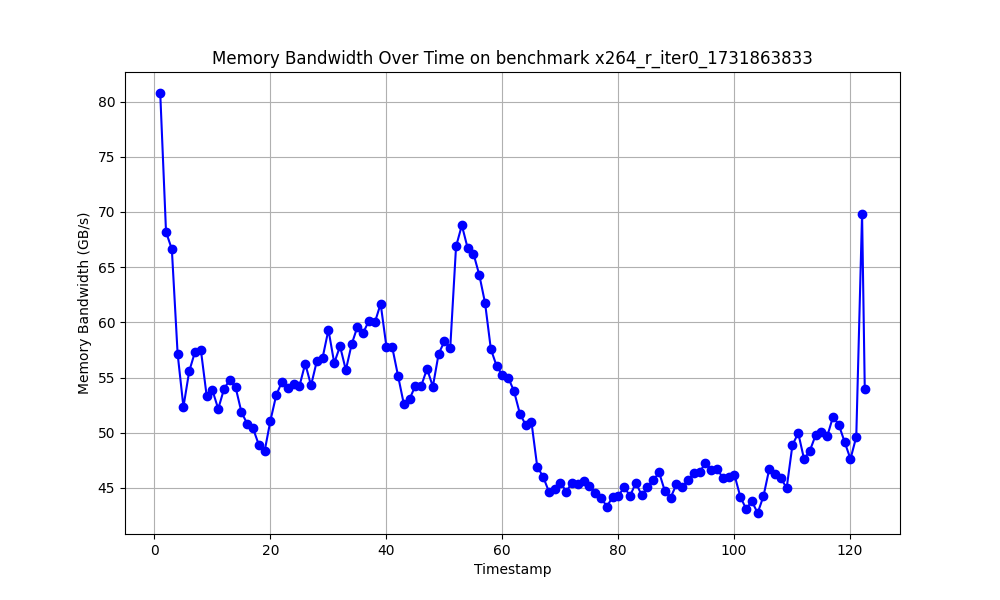 Memory Bandwidth Over Time on benchmark x264_r_iter0_1731863833
Memory Bandwidth (GB/s)
80
75
70
65
60
55
50
45
0 20 40 60 80 100 120
Timestamp